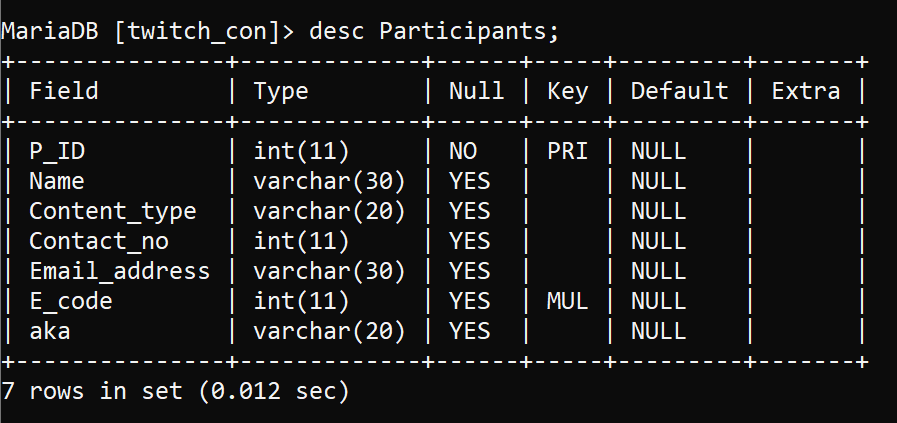 MariaDB [twitch_con]> desc Participants;
+---------------+-------------+------+-----+---------+-------+
| Field         | Type        | Null | Key | Default | Extra |
+---------------+-------------+------+-----+---------+-------+
| P_ID          | int(11)     | NO   | PRI | NULL    |       |
| Name          | varchar(30) | YES  |     | NULL    |       |
| Content_type  | varchar(20) | YES  |     | NULL    |       |
| Contact_no    | int(11)     | YES  |     | NULL    |       |
| Email_address | varchar(30) | YES  |     | NULL    |       |
| E_code        | int(11)     | YES  | MUL | NULL    |       |
| aka           | varchar(20) | YES  |     | NULL    |       |
+---------------+-------------+------+-----+---------+-------+
7 rows in set (0.012 sec)